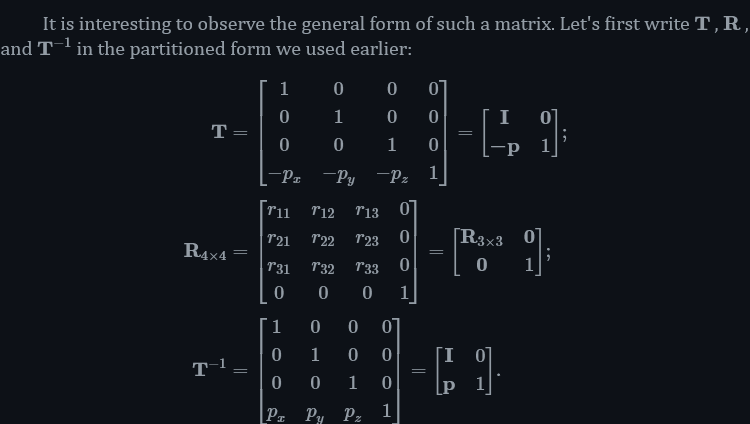 It is interesting to observe the general form of such a matrix. Let's first write T , R ,
and T⁻¹ in the partitioned form we used earlier:
T = [ 1 0 0 0 ; 0 1 0 0 ; 0 0 1 0 ; −pₓ −p_y −p_z 1 ] = [ I 0 ; −p 1 ];
R₄ₓ₄ = [ r₁₁ r₁₂ r₁₃ 0 ; r₂₁ r₂₂ r₂₃ 0 ; r₃₁ r₃₂ r₃₃ 0 ; 0 0 0 1 ] = [ R₃ₓ₃ 0 ; 0 1 ];
T⁻¹ = [ 1 0 0 0 ; 0 1 0 0 ; 0 0 1 0 ; pₓ p_y p_z 1 ] = [ I 0 ; p 1 ].